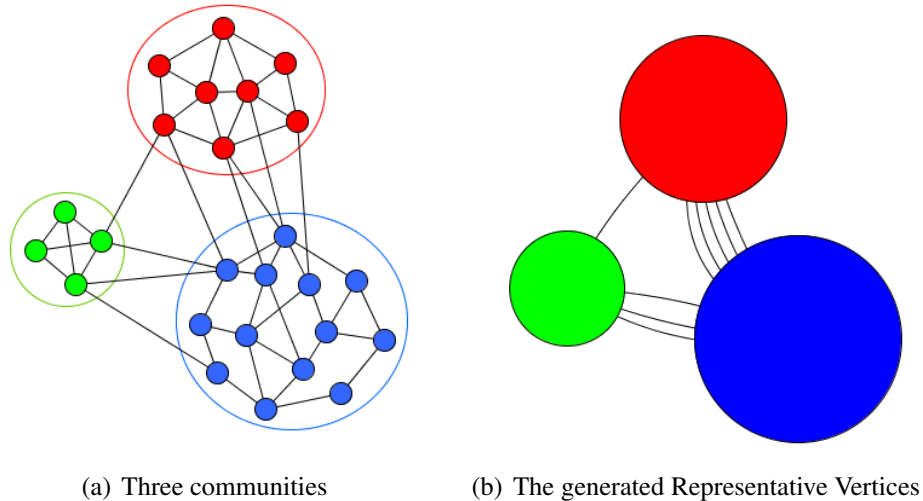 (a) Three communities
(b) The generated Representative Vertices